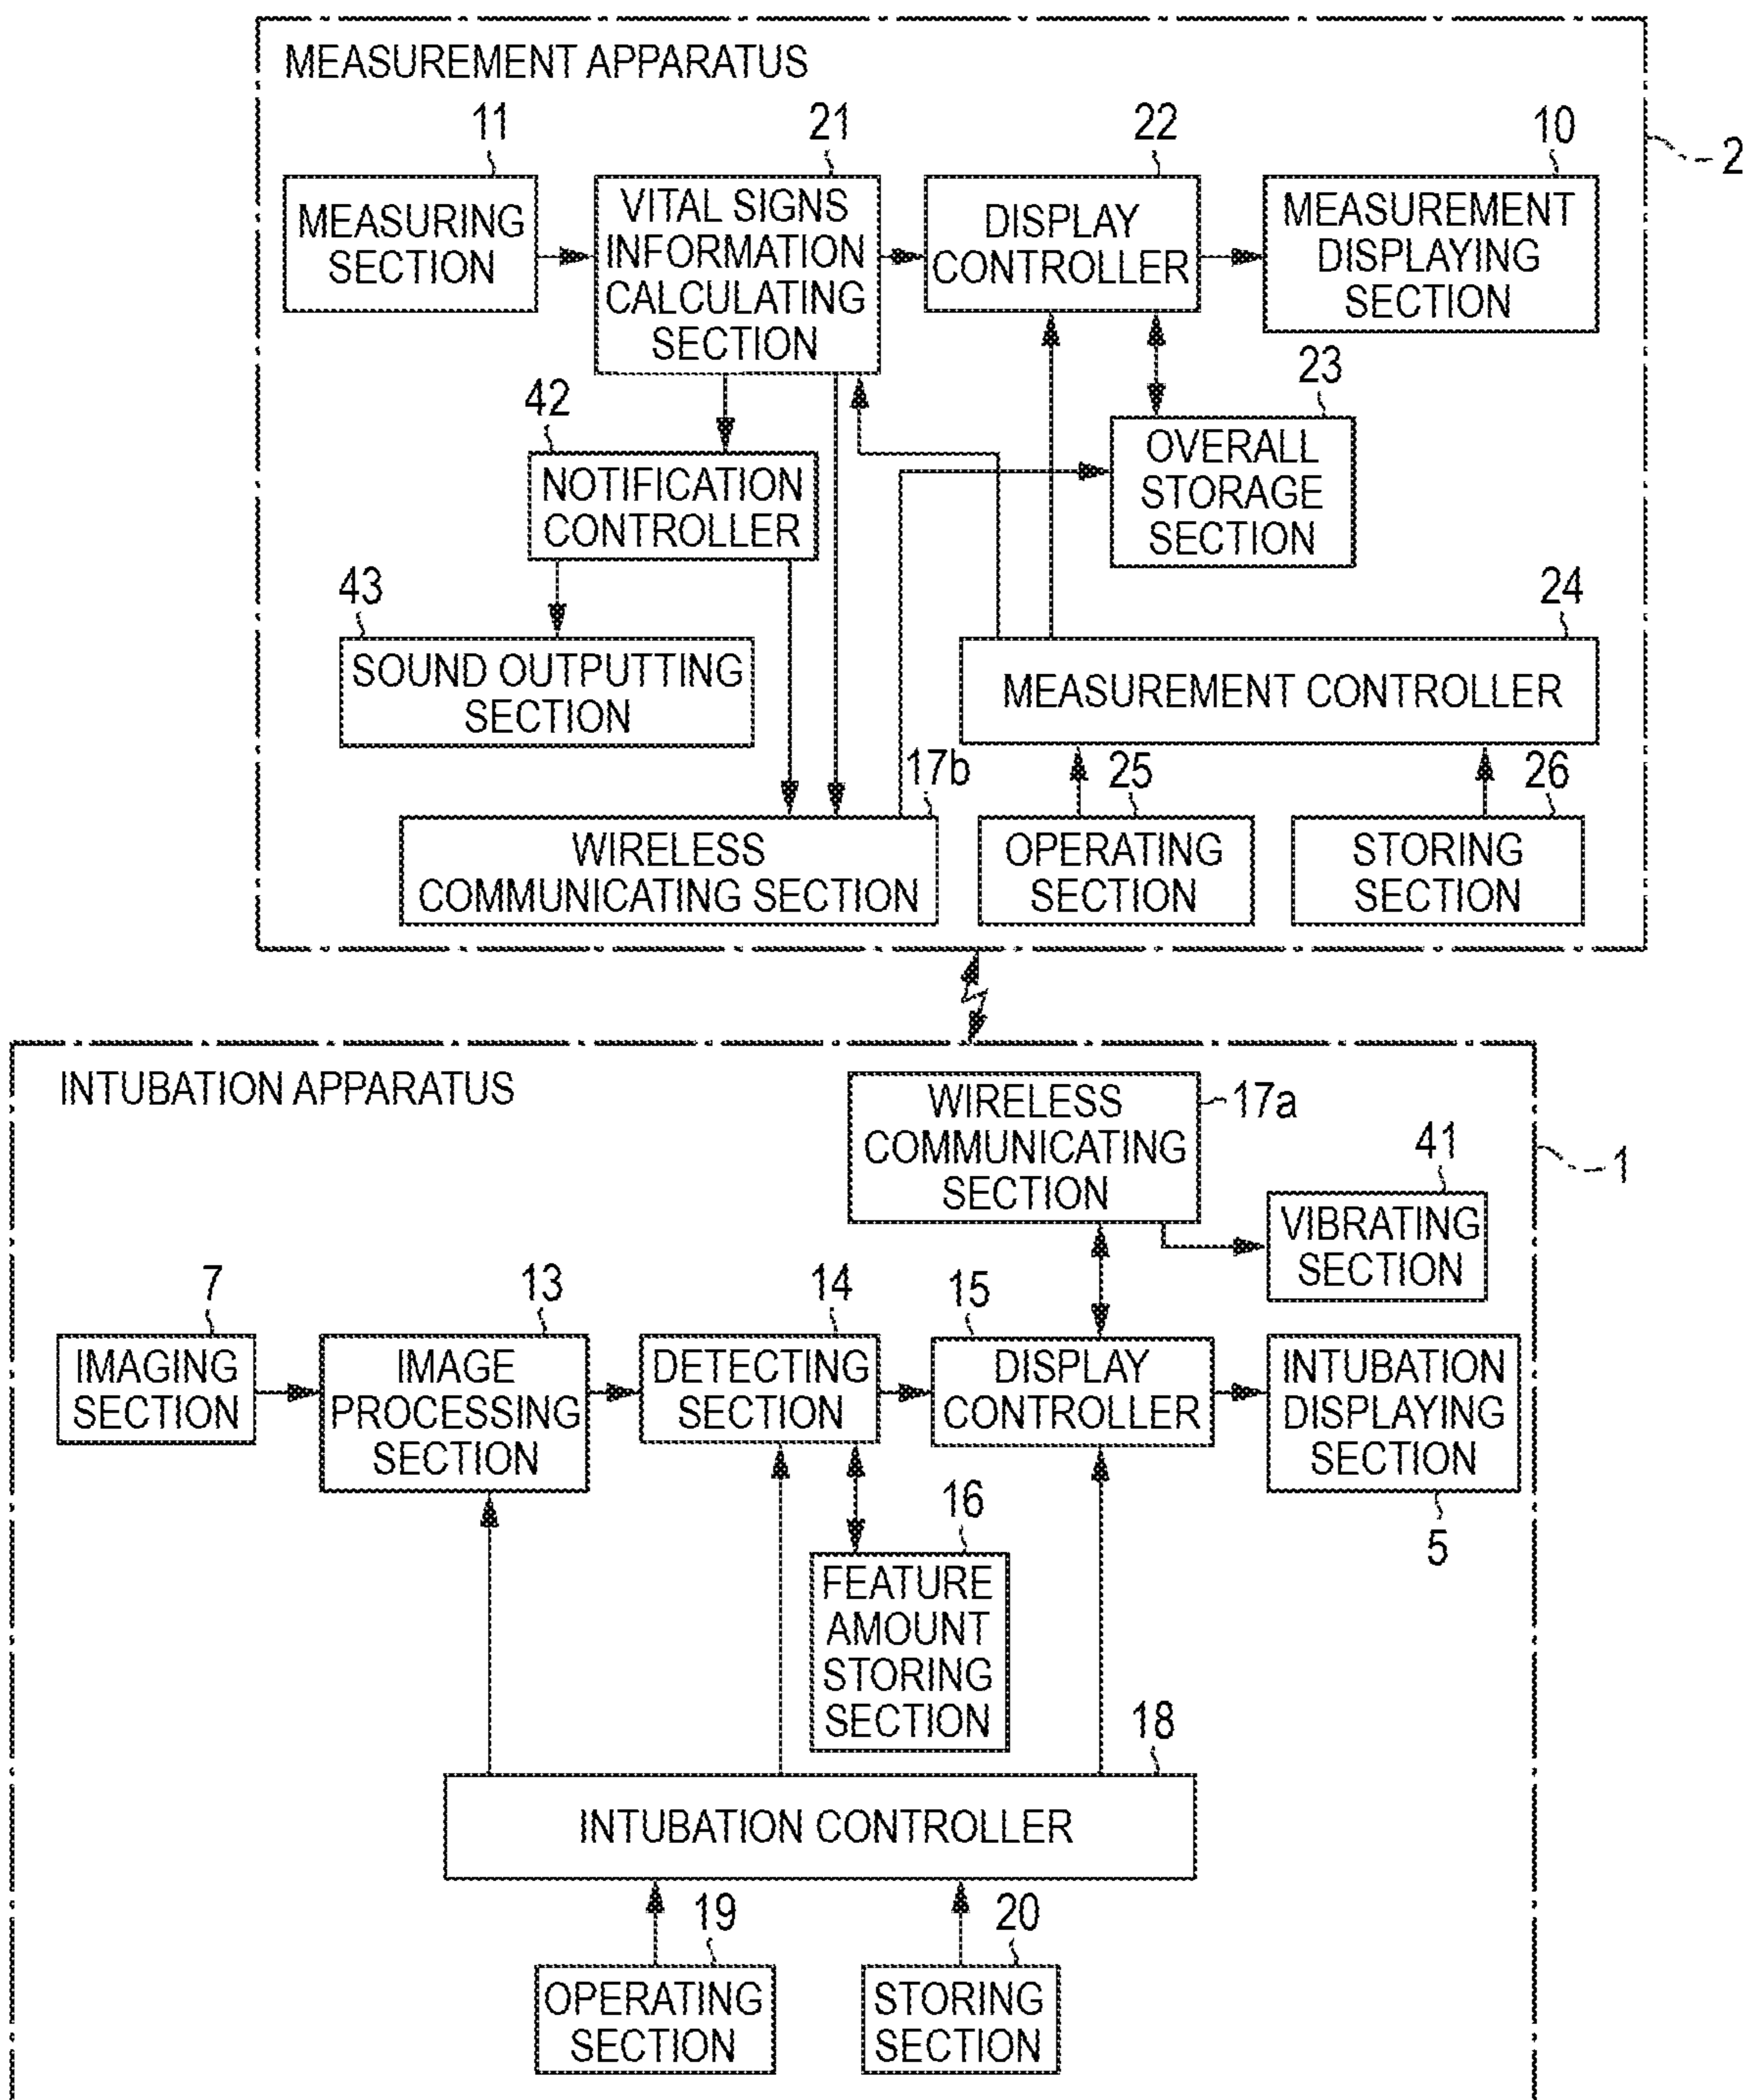 MEASUREMENT APPARATUS
2
11
21
22
10
MEASURING
SECTION
VITAL SIGNS
INFORMATION
CALCULATING
SECTION
DISPLAY
CONTROLLER
MEASUREMENT
DISPLAYING
SECTION
42
23
NOTIFICATION
CONTROLLER
OVERALL
STORAGE
SECTION
43
24
SOUND OUTPUTTING
SECTION
MEASUREMENT CONTROLLER
17b
25
26
WIRELESS
COMMUNICATING SECTION
OPERATING
SECTION
STORING
SECTION
INTUBATION APPARATUS
1
WIRELESS
COMMUNICATING
SECTION
17a
41
VIBRATING
SECTION
7
13
14
15
IMAGING
SECTION
IMAGE
PROCESSING
SECTION
DETECTING
SECTION
DISPLAY
CONTROLLER
INTUBATION
DISPLAYING
SECTION
5
16
FEATURE
AMOUNT
STORING
SECTION
18
INTUBATION CONTROLLER
19
20
OPERATING
SECTION
STORING
SECTION